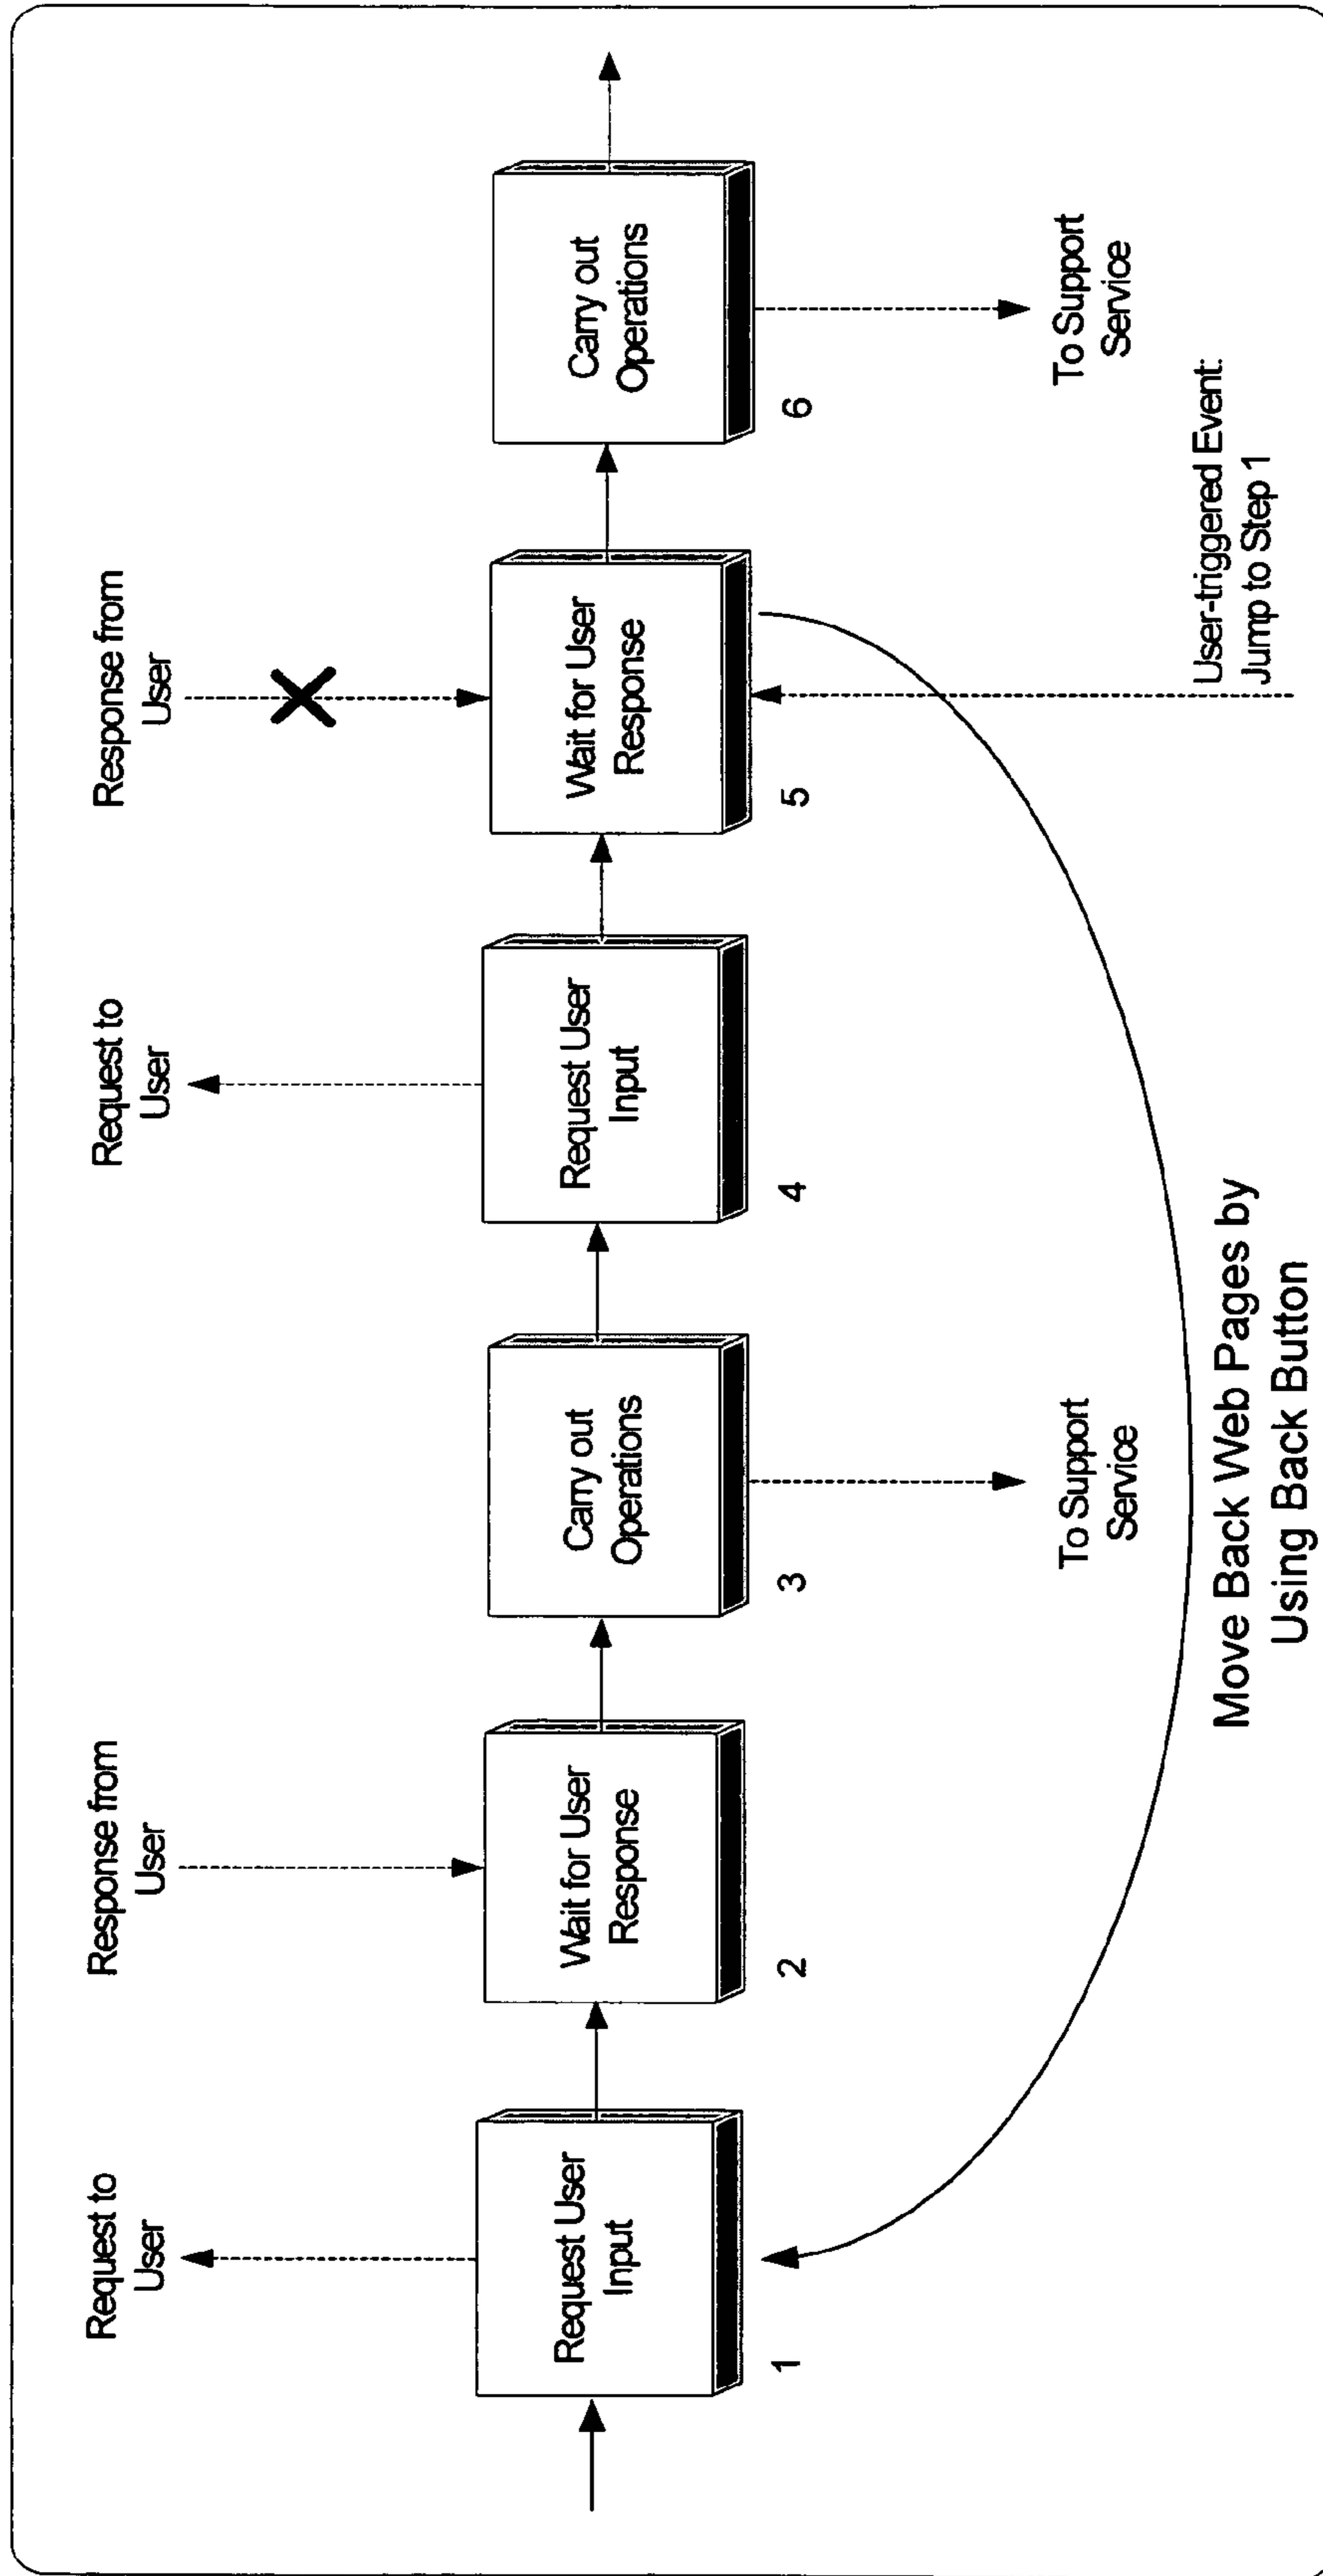 Request to
User
Response from
User
Request to
User
Response from
User
Request User
Input
1
Wait for User
Response
2
Carry out
Operations
3
Request User
Input
4
Wait for User
Response
5
Carry out
Operations
6
To Support
Service
To Support
Service
User-triggered Event:
Jump to Step 1
Move Back Web Pages by
Using Back Button